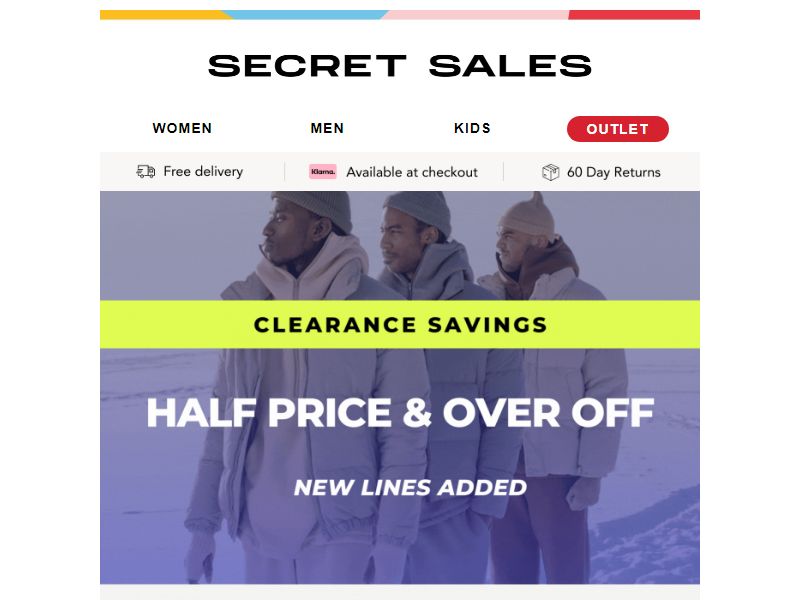 SECRET SALES
WOMEN MEN KIDS OUTLET
Free delivery Klarna. Available at checkout 60 Day Returns
CLEARANCE SAVINGS
HALF PRICE & OVER OFF
NEW LINES ADDED